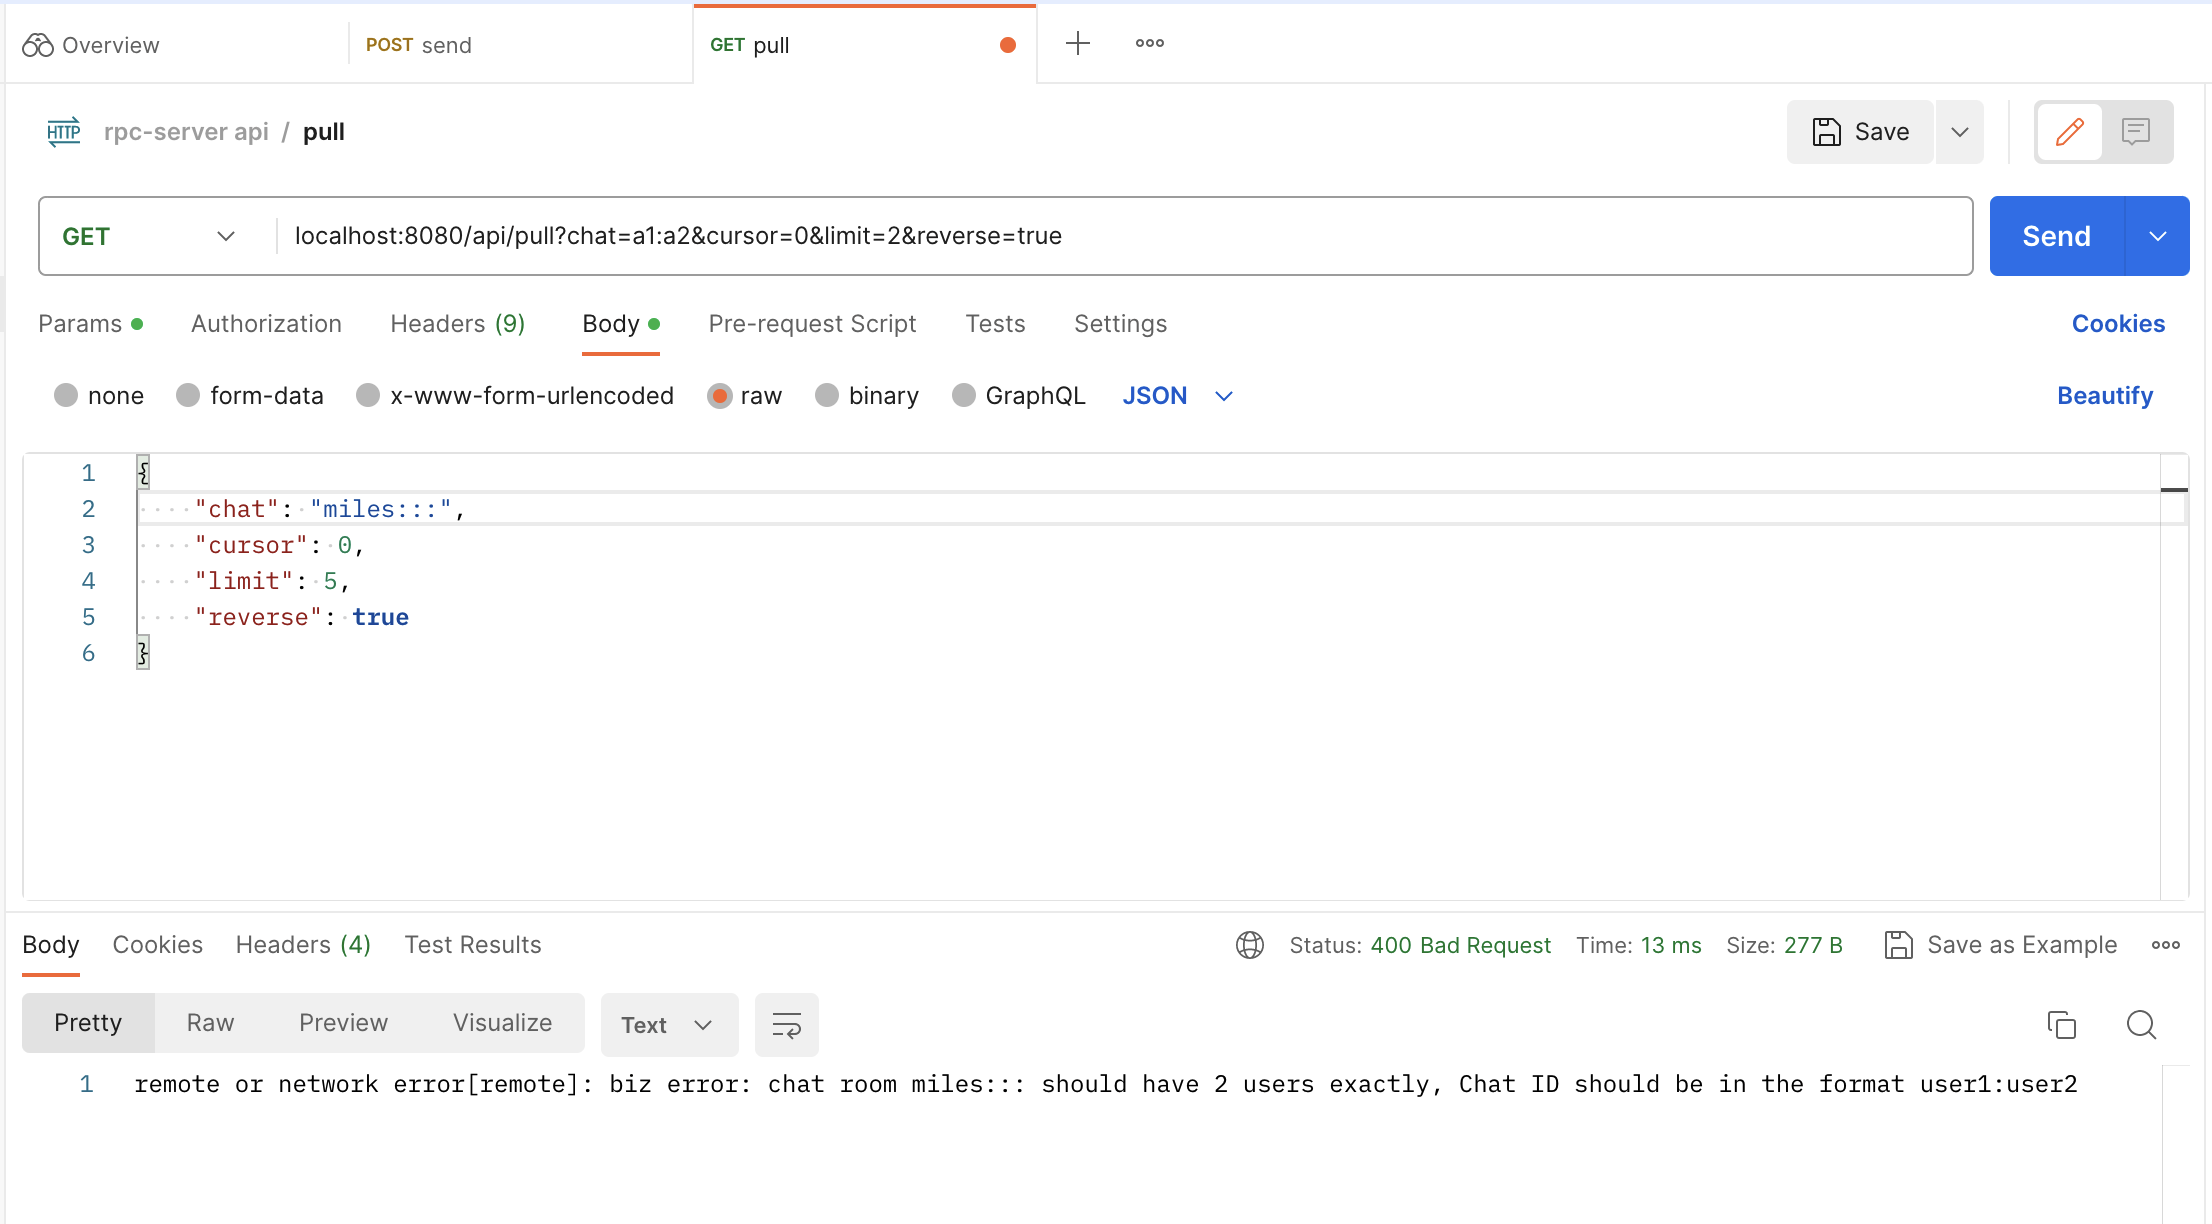 Overview
POST send
GET pull
HTTP rpc-server api / pull
Save
GET localhost:8080/api/pull?chat=a1:a2&cursor=0&limit=2&reverse=true
Send
Params Authorization Headers (9) Body Pre-request Script Tests Settings Cookies
none form-data x-www-form-urlencoded raw binary GraphQL JSON Beautify
1 {
2 "chat": "miles:::",
3 "cursor": 0,
4 "limit": 5,
5 "reverse": true
6 }
Body Cookies Headers (4) Test Results Status: 400 Bad Request Time: 13 ms Size: 277 B Save as Example
Pretty Raw Preview Visualize Text
1 remote or network error[remote]: biz error: chat room miles::: should have 2 users exactly, Chat ID should be in the format user1:user2